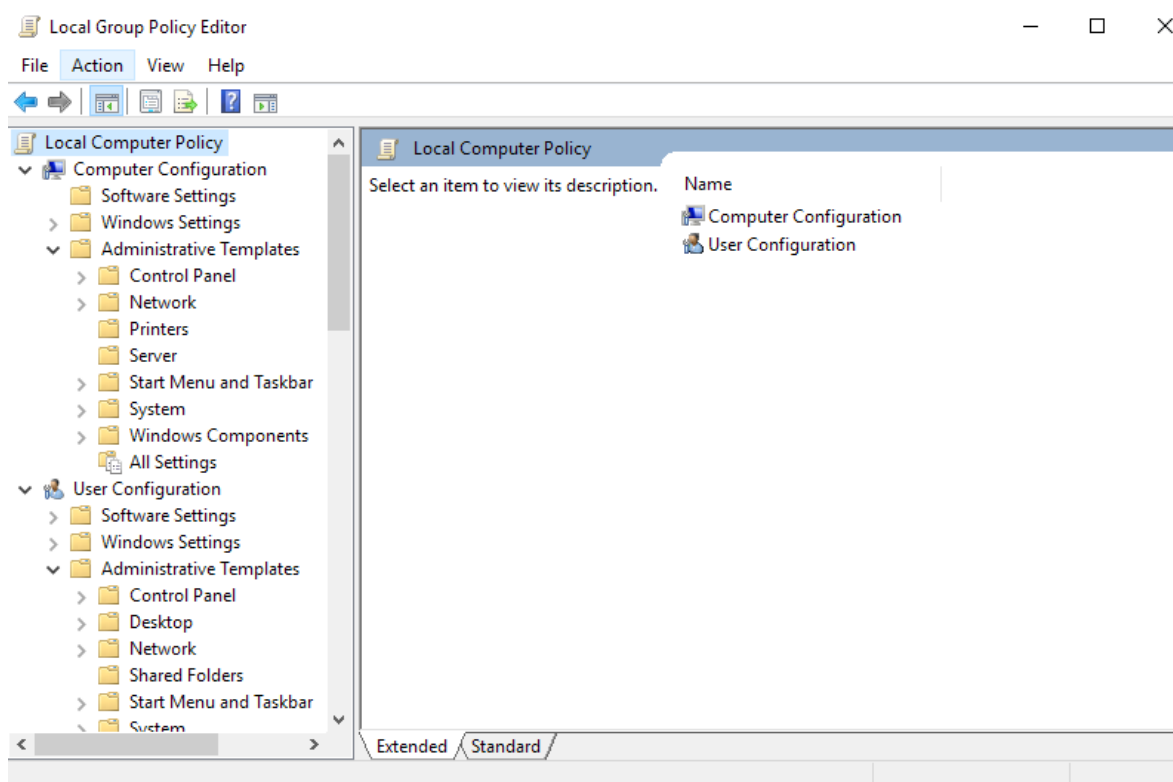 Local Group Policy Editor
File Action View Help
Local Computer Policy
Computer Configuration
Software Settings
Windows Settings
Administrative Templates
Control Panel
Network
Printers
Server
Start Menu and Taskbar
System
Windows Components
All Settings
User Configuration
Software Settings
Windows Settings
Administrative Templates
Control Panel
Desktop
Network
Shared Folders
Start Menu and Taskbar
System
Local Computer Policy
Select an item to view its description.
Name
Computer Configuration
User Configuration
Extended Standard